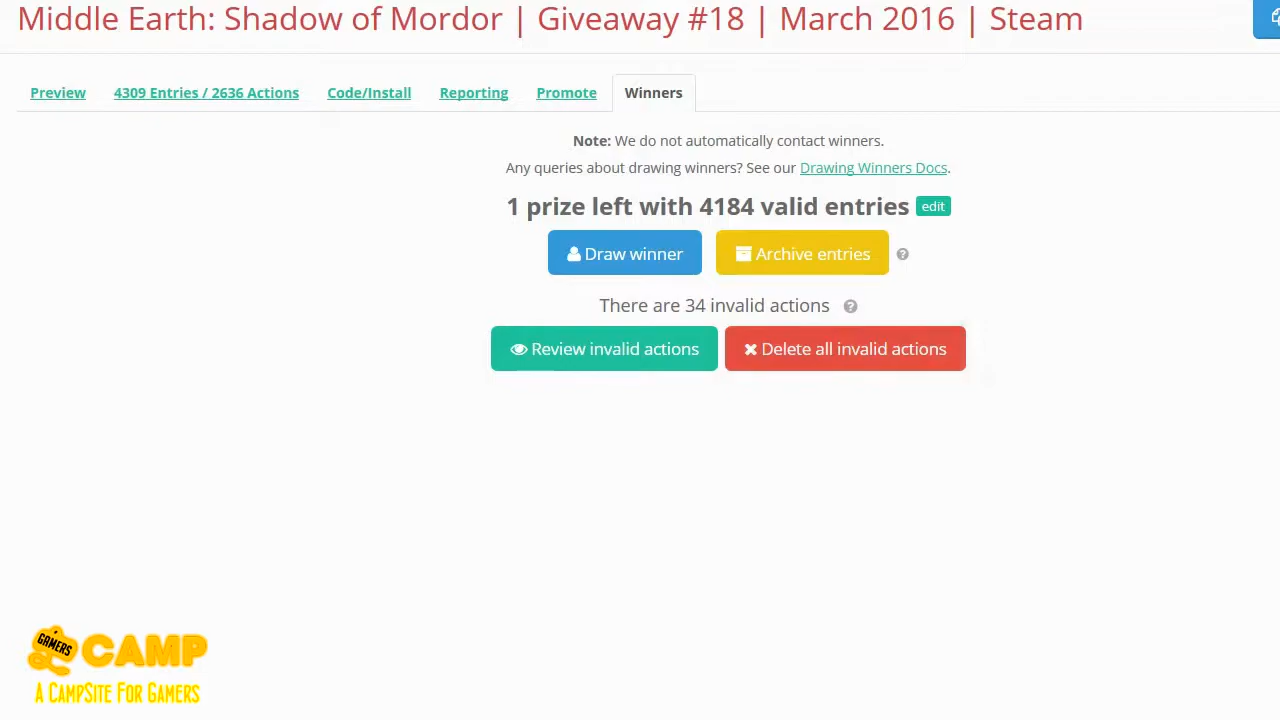 Middle Earth: Shadow of Mordor | Giveaway #18 | March 2016 | Steam
Preview 4309 Entries / 2636 Actions Code/Install Reporting Promote Winners
Note: We do not automatically contact winners.
Any queries about drawing winners? See our Drawing Winners Docs.
1 prize left with 4184 valid entries edit
Draw winner Archive entries ?
There are 34 invalid actions ?
Review invalid actions Delete all invalid actions
GAMERS CAMP
A CAMPSITE FOR GAMERS